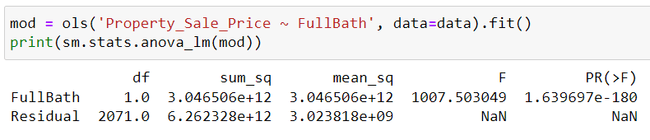 mod = ols('Property_Sale_Price ~ FullBath', data=data).fit()
print(sm.stats.anova_lm(mod))
df sum_sq mean_sq F PR(>F)
FullBath 1.0 3.046506e+12 3.046506e+12 1007.503049 1.639697e-180
Residual 2071.0 6.262328e+12 3.023818e+09 NaN NaN